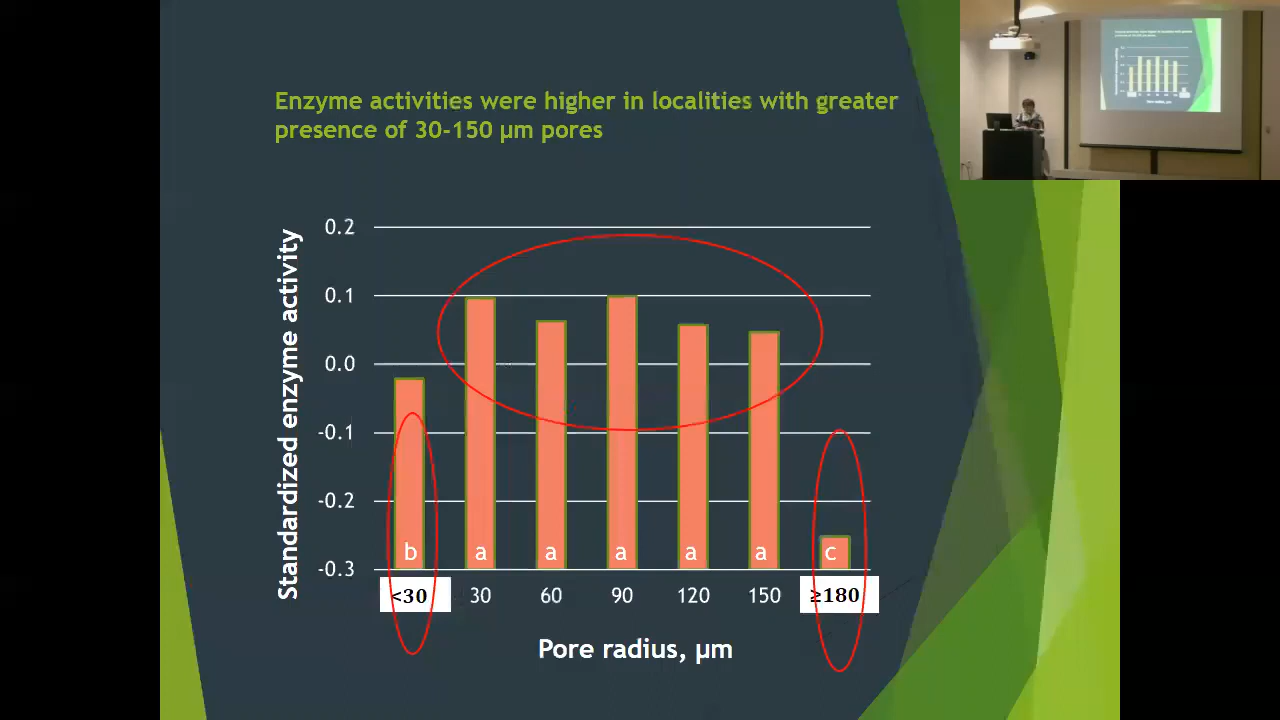 Enzyme activities were higher in localities with greater
presence of 30-150 µm pores
Standardized enzyme activity
0.2
0.1
0.0
-0.1
-0.2
-0.3
b a a a a a c
<30 30 60 90 120 150 ≥180
Pore radius, µm